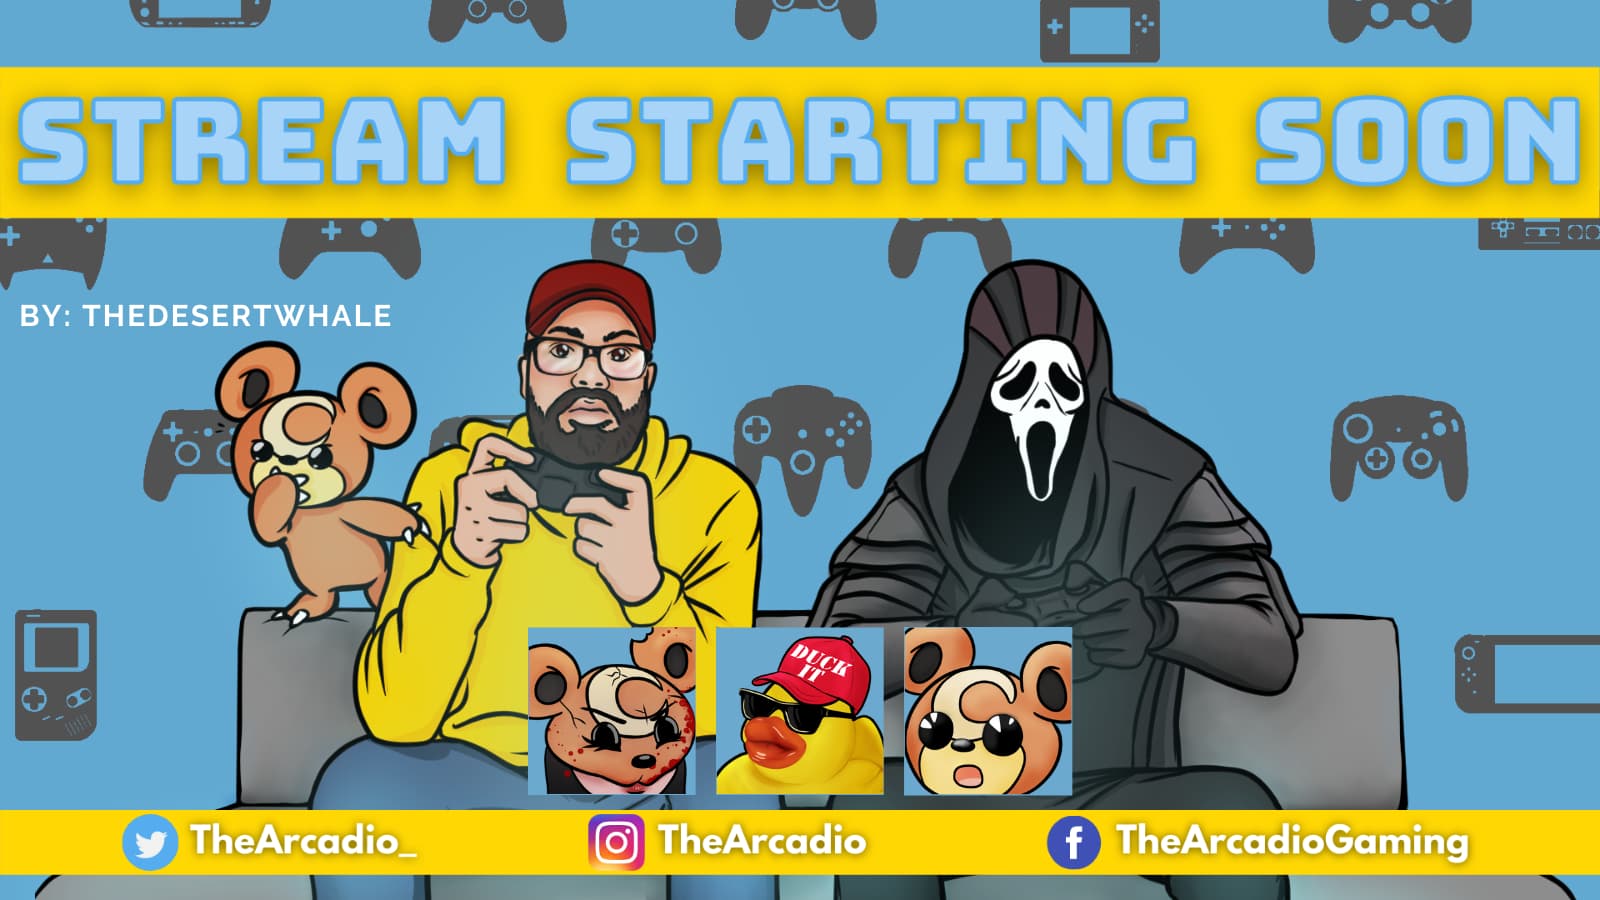 STREAM STARTING SOON
BY: THEDESERTWHALE
DUCK
IT
TheArcadio_
TheArcadio
TheArcadioGaming